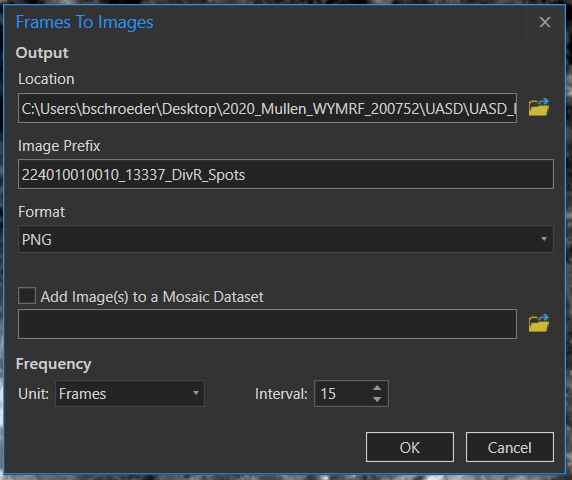 Frames To Images
Output
Location
C:\Users\bschroeder\Desktop\2020_Mullen_WYMRF_200752\UASD\UASD_
Image Prefix
224010010010_13337_DivR_Spots
Format
PNG
Add Image(s) to a Mosaic Dataset
Frequency
Unit: Frames Interval: 15
OK Cancel